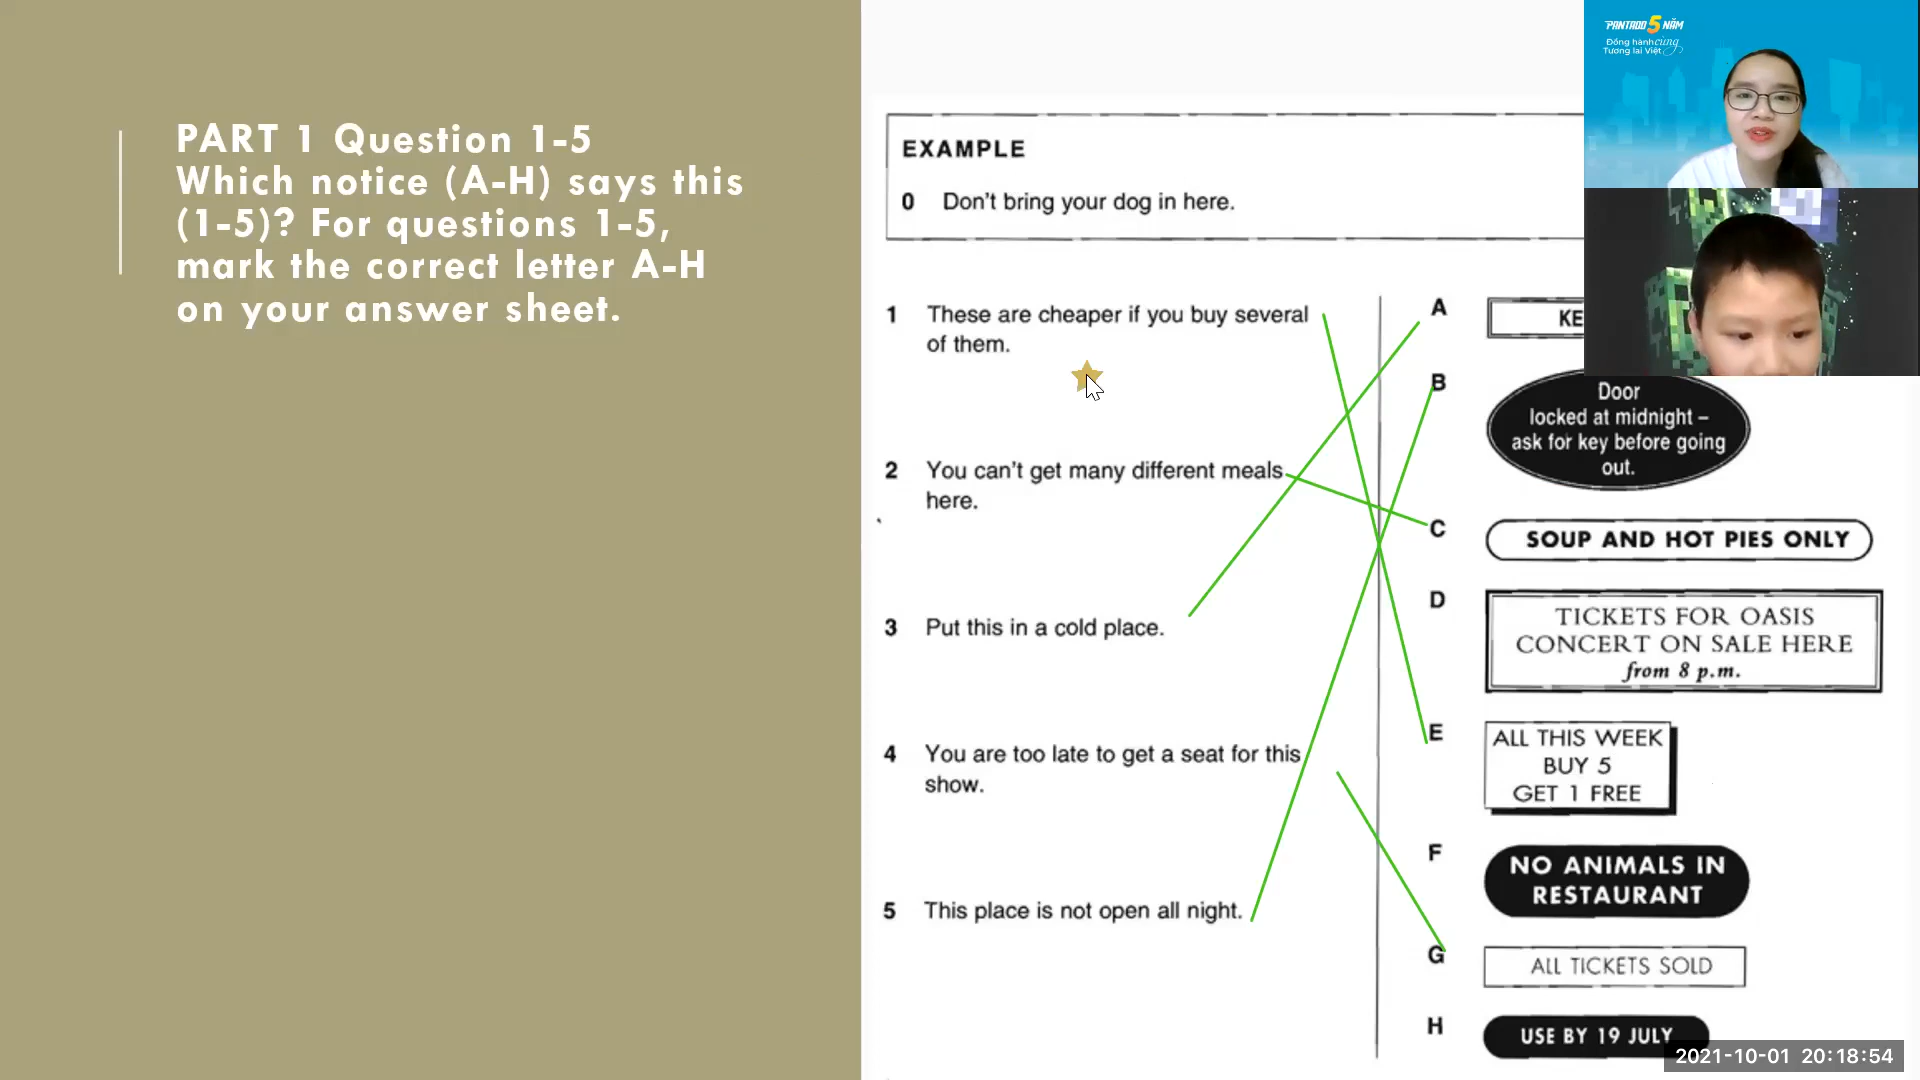 PART 1 Question 1-5
Which notice (A-H) says this
(1-5)? For questions 1-5,
mark the correct letter A-H
on your answer sheet.
EXAMPLE
0 Don't bring your dog in here.
1 These are cheaper if you buy several
of them.
2 You can't get many different meals
here.
3 Put this in a cold place.
4 You are too late to get a seat for this
show.
5 This place is not open all night.
A
KE
B
Door
locked at midnight –
ask for key before going
out.
C
SOUP AND HOT PIES ONLY
D
TICKETS FOR OASIS
CONCERT ON SALE HERE
from 8 p.m.
E
ALL THIS WEEK
BUY 5
GET 1 FREE
F
NO ANIMALS IN
RESTAURANT
G
ALL TICKETS SOLD
H
USE BY 19 JULY
PANTADO 5 NĂM
Đồng hành cùng
Tương lai Việt
2021-10-01 20:18:54